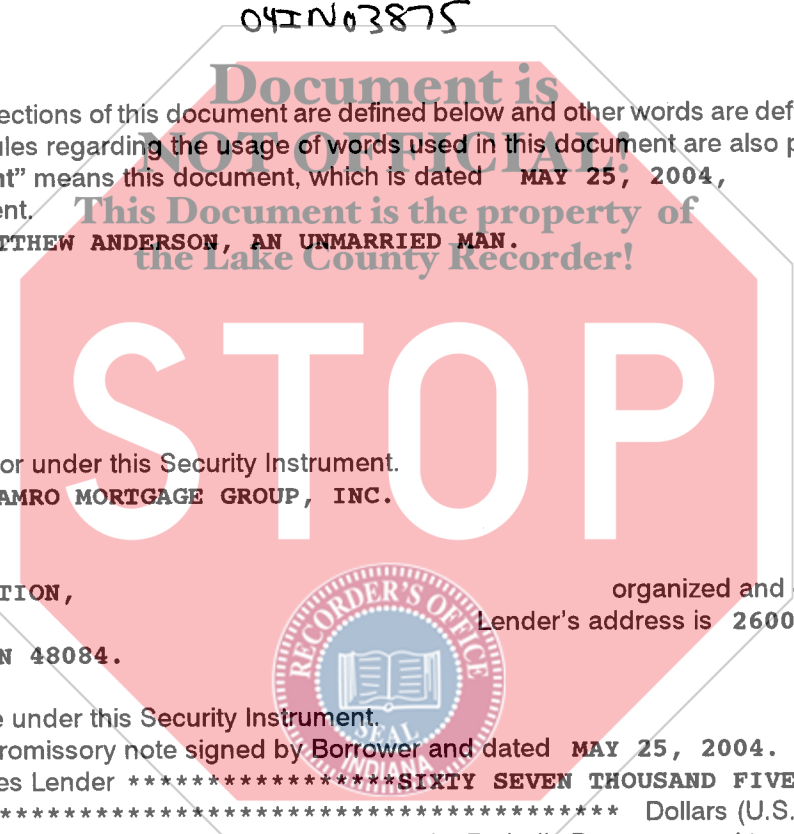 04IN03875
Document is
ections of this document are defined below and other words are def
ules regarding the usage of words used in this document are also p
NOT OFFICIAL!
nt” means this document, which is dated MAY 25, 2004,
ent.
This Document is the property of
TTHEW ANDERSON, AN UNMARRIED MAN.
the Lake County Recorder!
STOP
or under this Security Instrument.
AMRO MORTGAGE GROUP, INC.
TION,
organized and
Lender's address is 2600
N 48084.
RECORDER'S OFFICE
SEAL
INDIANA
e under this Security Instrument.
romissory note signed by Borrower and dated MAY 25, 2004.
es Lender *****************SIXTY SEVEN THOUSAND FIVE
*************************************** Dollars (U.S.